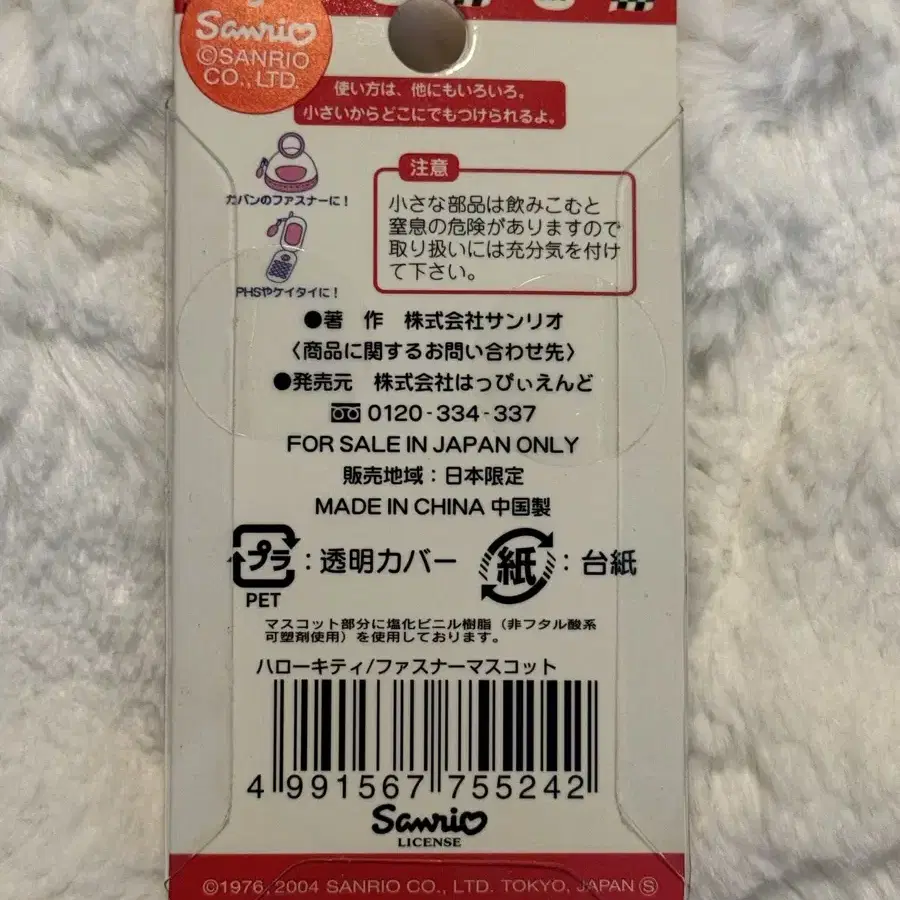 Sanrio
©SANRIO
CO., LTD.
使い方は、他にもいろいろ。
小さいからどこにでもつけられるよ。
カバンのファスナーに！
PHSやケイタイに！
注意
小さな部品は飲みこむと
窒息の危険がありますので
取り扱いには充分気を付け
て下さい。
●著 作 株式会社サンリオ
〈商品に関するお問い合わせ先〉
●発売元 株式会社はっぴぃえんど
0120-334-337
FOR SALE IN JAPAN ONLY
販売地域：日本限定
MADE IN CHINA 中国製
プラ：透明カバー
PET
紙：台紙
マスコット部分に塩化ビニル樹脂（非フタル酸系
可塑剤使用）を使用しております。
ハローキティ/ファスナーマスコット
4 991567 755242
Sanrio
LICENSE
©1976, 2004 SANRIO CO., LTD. TOKYO, JAPAN Ⓢ